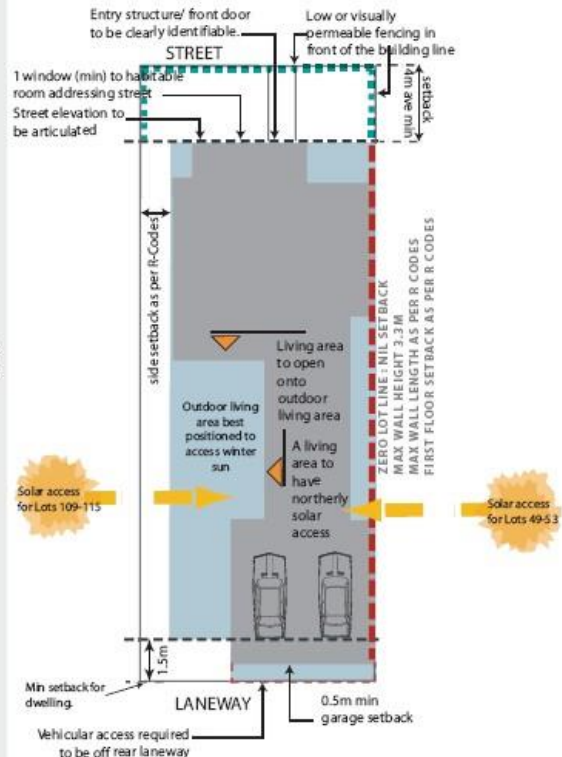 Entry structure/ front door
to be clearly identifiable.
Low or visually
permeable fencing in
front of the building line
STREET
1 window (min) to habitable
room addressing street
Street elevation to
be articulated
4m ave min
setback
side setback as per R-Codes
ZERO LOT LINE : NIL SETBACK
MAX WALL HEIGHT 3.3M
MAX WALL LENGTH AS PER R CODES
FIRST FLOOR SETBACK AS PER R CODES
Living area
to open
onto
outdoor
living area
Outdoor living
area best
positioned to
access winter
sun
A living
area to
have
northerly
solar
access
Solar access
for Lots 109-115
Solar access
for Lots 49-53
1.5m
Min setback for
dwelling.
LANEWAY
0.5m min
garage setback
Vehicular access required
to be off rear laneway